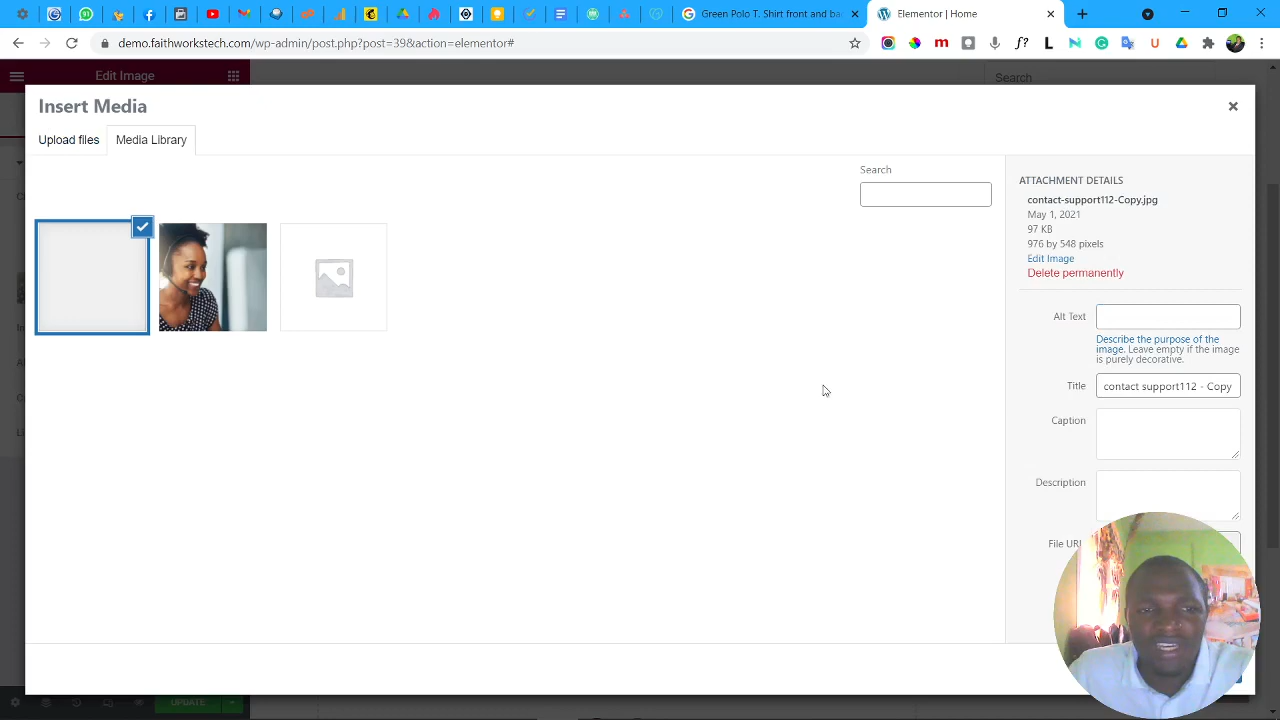 Green Polo T. Shirt front and ba
Elementor | Home
demo.faithworkstech.com/wp-admin/post.php?post=39&action=elementor#
Edit Image
Search
Insert Media
Upload files
Media Library
Search
ATTACHMENT DETAILS
contact-support112-Copy.jpg
May 1, 2021
97 KB
976 by 548 pixels
Edit Image
Delete permanently
Alt Text
Describe the purpose of the
image. Leave empty if the image
is purely decorative.
Title
contact support112 - Copy
Caption
Description
File URL
UPDATE